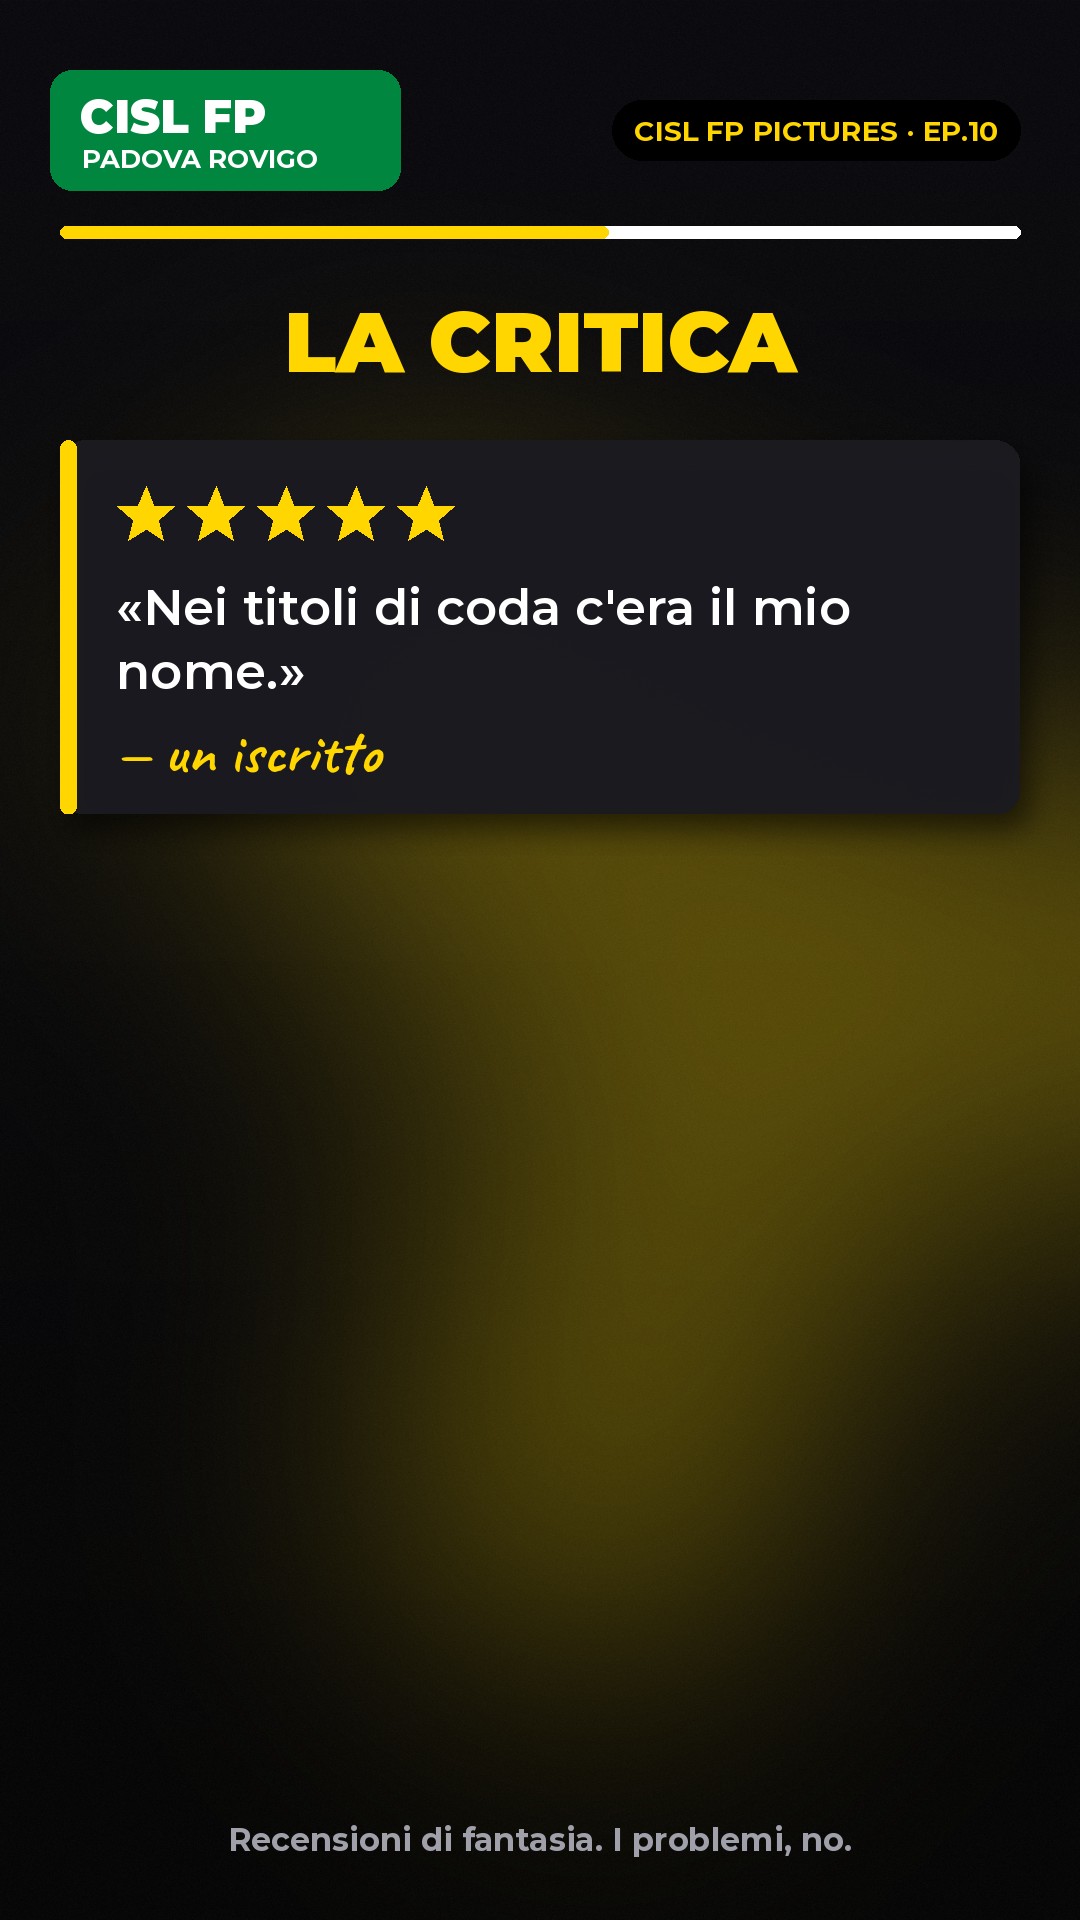 CISL FP
PADOVA ROVIGO
CISL FP PICTURES · EP.10
LA CRITICA
«Nei titoli di coda c'era il mio
nome.»
— un iscritto
Recensioni di fantasia. I problemi, no.